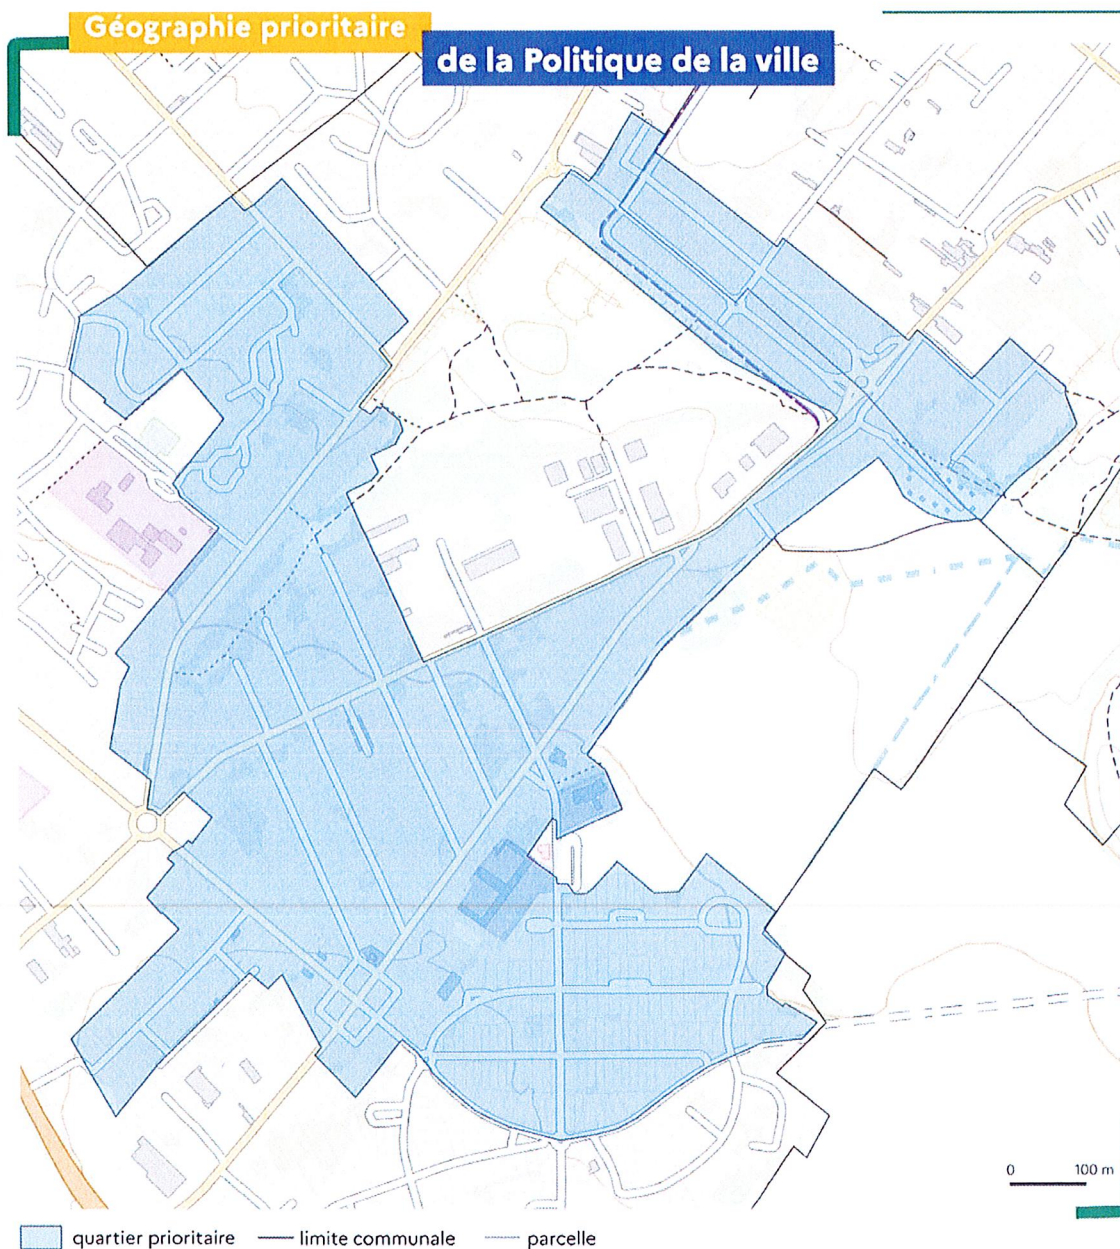 Géographie prioritaire
de la Politique de la ville
0 100 m
quartier prioritaire limite communale parcelle